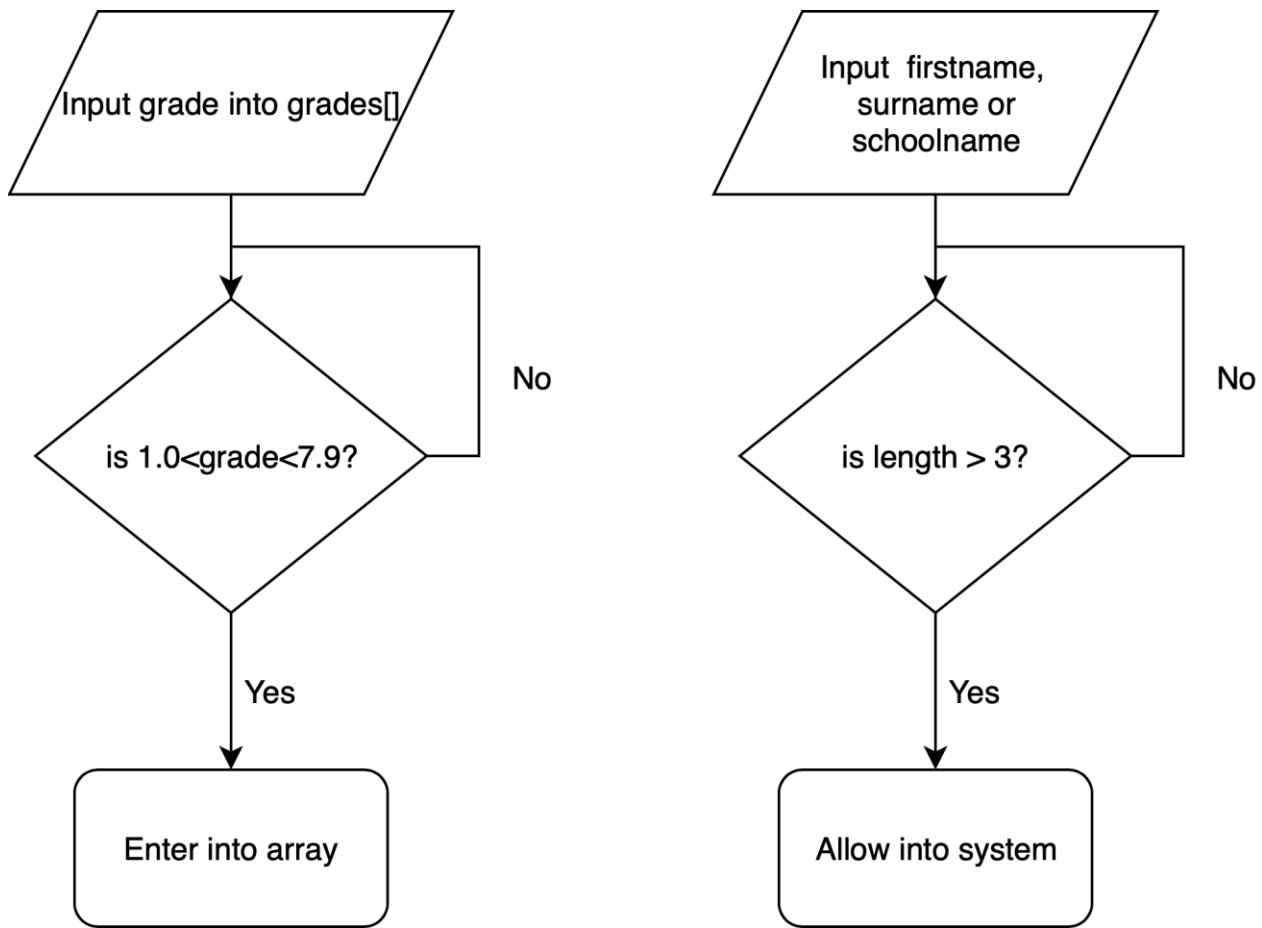 Input grade into grades[]
is 1.0<grade<7.9?
No
Yes
Enter into array
Input  firstname,
surname or
schoolname
is length > 3?
No
Yes
Allow into system